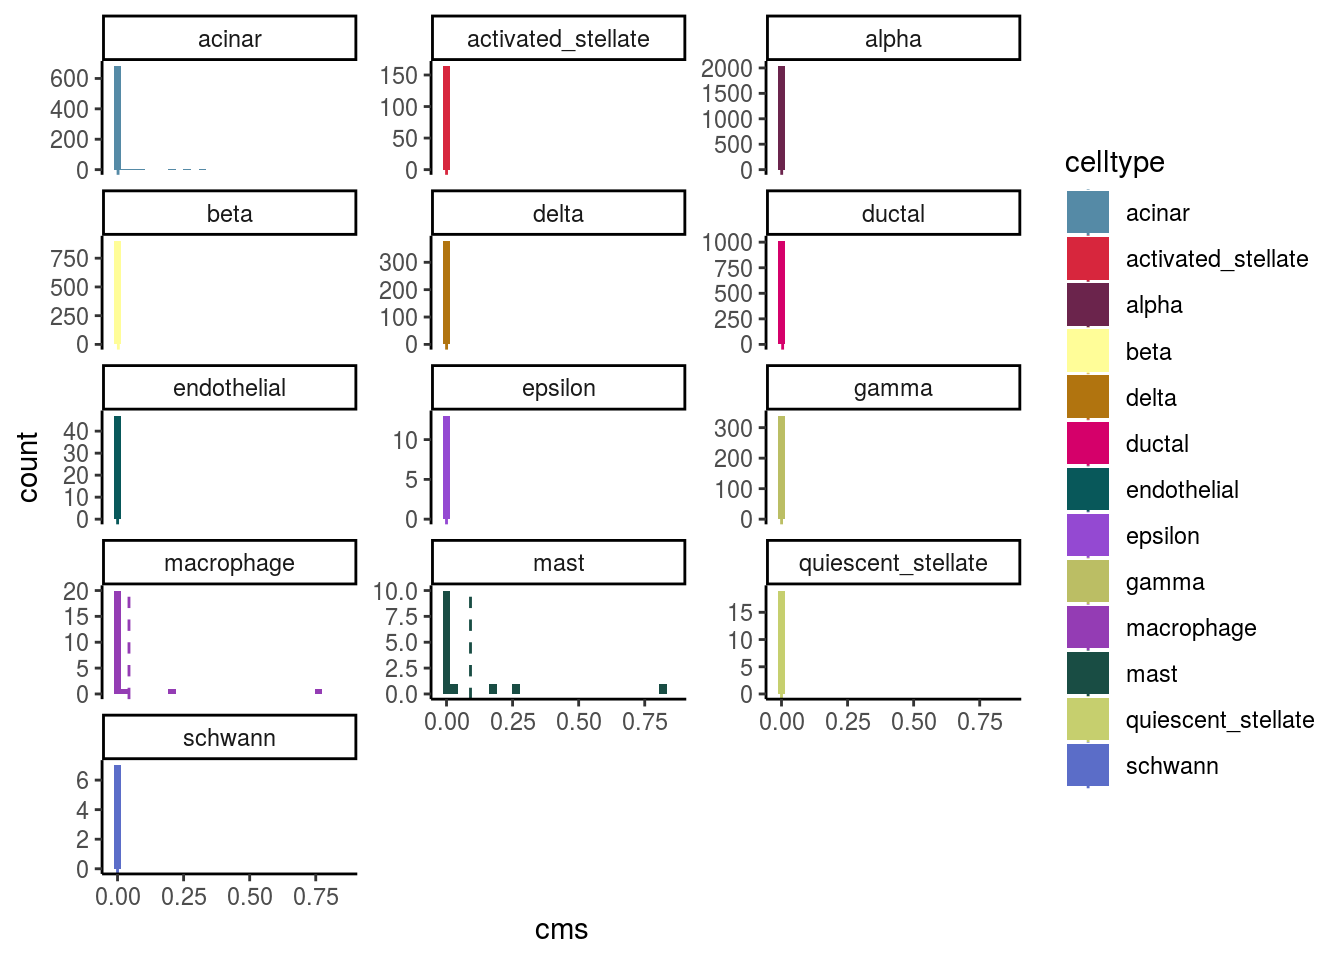 acinar
activated_stellate
alpha
600
400
200
0
150
100
50
0
2000
1500
1000
500
0
beta
delta
ductal
750
500
250
0
300
200
100
0
1000
750
500
250
0
endothelial
epsilon
gamma
40
30
20
10
0
10
5
0
300
200
100
0
macrophage
mast
quiescent_stellate
20
15
10
5
0
10.0
7.5
5.0
2.5
0.0
15
10
5
0
0.00 0.25 0.50 0.75
0.00 0.25 0.50 0.75
schwann
6
4
2
0
0.00 0.25 0.50 0.75
cms
count
celltype
acinar
activated_stellate
alpha
beta
delta
ductal
endothelial
epsilon
gamma
macrophage
mast
quiescent_stellate
schwann